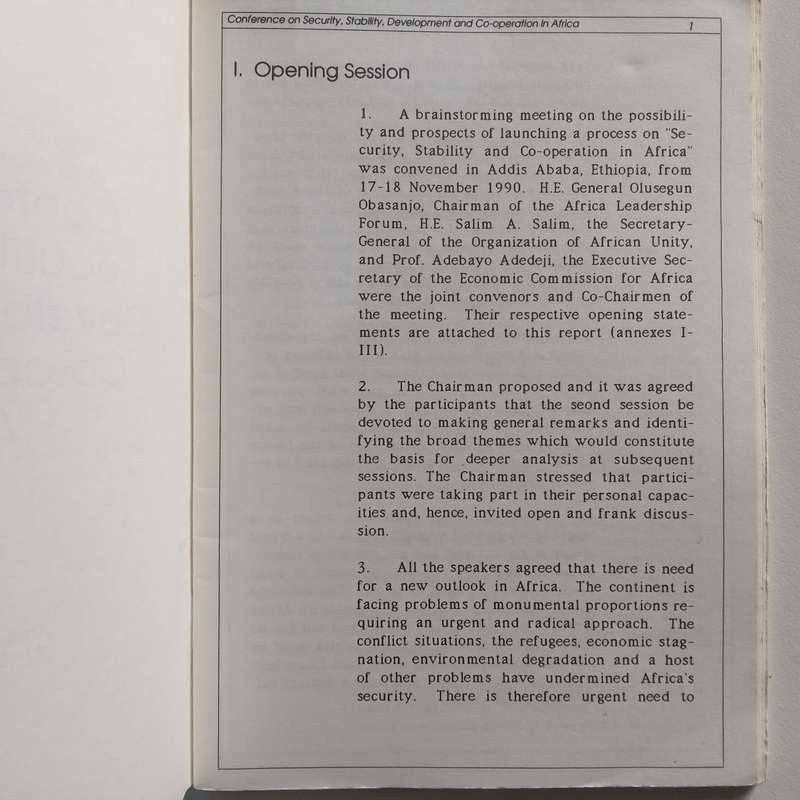 Conference on Security, Stability, Development and Co-operation in Africa 1
I. Opening Session
1. A brainstorming meeting on the possibili-
ty and prospects of launching a process on "Se-
curity, Stability and Co-operation in Africa"
was convened in Addis Ababa, Ethiopia, from
17-18 November 1990. H.E. General Olusegun
Obasanjo, Chairman of the Africa Leadership
Forum, H.E. Salim A. Salim, the Secretary-
General of the Organization of African Unity,
and Prof. Adebayo Adedeji, the Executive Sec-
retary of the Economic Commission for Africa
were the joint convenors and Co-Chairmen of
the meeting. Their respective opening state-
ments are attached to this report (annexes I-
III).
2. The Chairman proposed and it was agreed
by the participants that the seond session be
devoted to making general remarks and identi-
fying the broad themes which would constitute
the basis for deeper analysis at subsequent
sessions. The Chairman stressed that partici-
pants were taking part in their personal capac-
ities and, hence, invited open and frank discus-
sion.
3. All the speakers agreed that there is need
for a new outlook in Africa. The continent is
facing problems of monumental proportions re-
quiring an urgent and radical approach. The
conflict situations, the refugees, economic stag-
nation, environmental degradation and a host
of other problems have undermined Africa's
security. There is therefore urgent need to